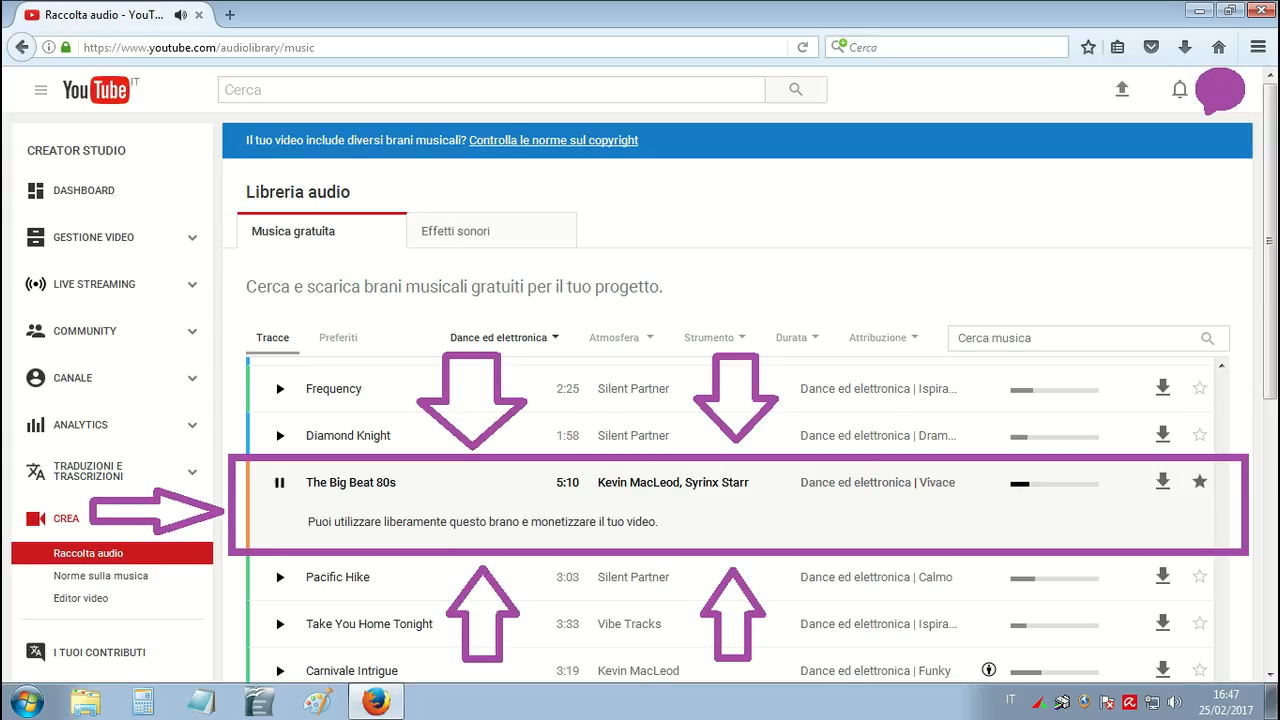 Raccolta audio - YouT...
https://www.youtube.com/audiolibrary/music
Cerca
YouTube IT
Cerca
CREATOR STUDIO
DASHBOARD
GESTIONE VIDEO
LIVE STREAMING
COMMUNITY
CANALE
ANALYTICS
TRADUZIONI E
TRASCRIZIONI
CREA
Raccolta audio
Norme sulla musica
Editor video
I TUOI CONTRIBUTI
Il tuo video include diversi brani musicali? Controlla le norme sul copyright
Libreria audio
Musica gratuita Effetti sonori
Cerca e scarica brani musicali gratuiti per il tuo progetto.
Tracce Preferiti Dance ed elettronica Atmosfera Strumento Durata Attribuzione Cerca musica
Frequency 2:25 Silent Partner Dance ed elettronica | Ispira...
Diamond Knight 1:58 Silent Partner Dance ed elettronica | Dram...
The Big Beat 80s 5:10 Kevin MacLeod, Syrinx Starr Dance ed elettronica | Vivace
Puoi utilizzare liberamente questo brano e monetizzare il tuo video.
Pacific Hike 3:03 Silent Partner Dance ed elettronica | Calmo
Take You Home Tonight 3:33 Vibe Tracks Dance ed elettronica | Ispira...
Carnivale Intrigue 3:19 Kevin MacLeod Dance ed elettronica | Funky
IT
16:47
25/02/2017